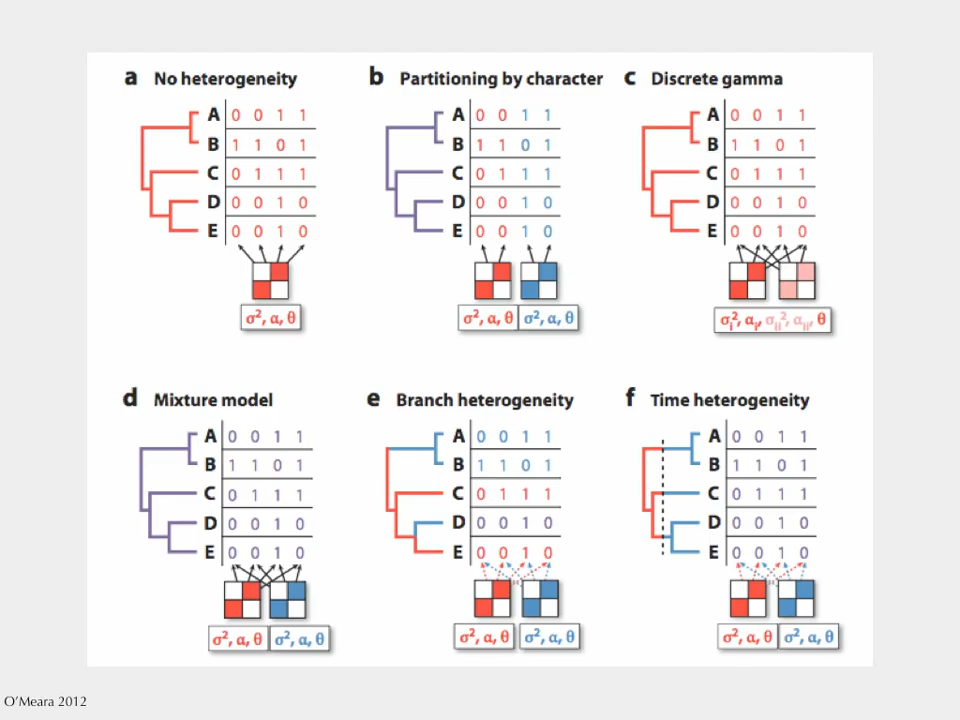 a No heterogeneity
A 0 0 1 1
B 1 1 0 1
C 0 1 1 1
D 0 0 1 0
E 0 0 1 0
σ², α, θ
b Partitioning by character
A 0 0 1 1
B 1 1 0 1
C 0 1 1 1
D 0 0 1 0
E 0 0 1 0
σ², α, θ σ², α, θ
c Discrete gamma
A 0 0 1 1
B 1 1 0 1
C 0 1 1 1
D 0 0 1 0
E 0 0 1 0
σᵢ², αᵢ, σᵢᵢ², αᵢᵢ, θ
d Mixture model
A 0 0 1 1
B 1 1 0 1
C 0 1 1 1
D 0 0 1 0
E 0 0 1 0
σ², α, θ σ², α, θ
e Branch heterogeneity
A 0 0 1 1
B 1 1 0 1
C 0 1 1 1
D 0 0 1 0
E 0 0 1 0
σ², α, θ σ², α, θ
f Time heterogeneity
A 0 0 1 1
B 1 1 0 1
C 0 1 1 1
D 0 0 1 0
E 0 0 1 0
σ², α, θ σ², α, θ
O’Meara 2012